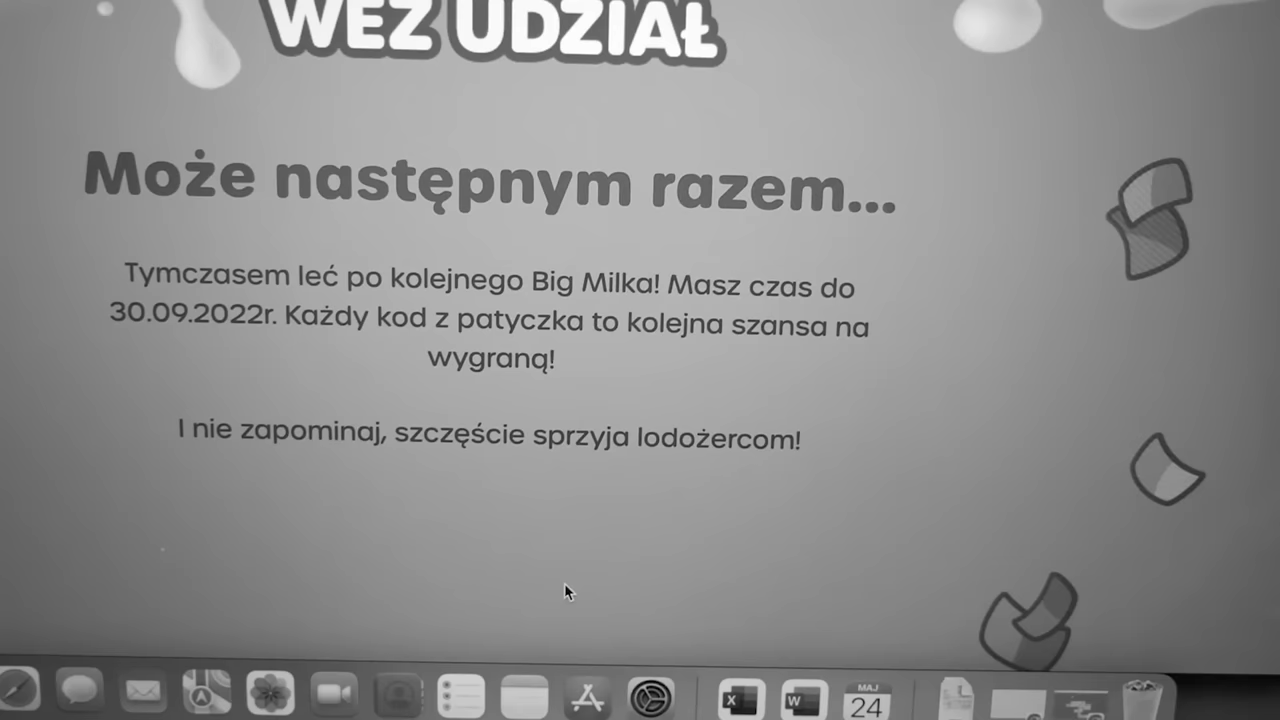 WEŹ UDZIAŁ
Może następnym razem...
Tymczasem leć po kolejnego Big Milka! Masz czas do
30.09.2022r. Każdy kod z patyczka to kolejna szansa na
wygraną!
I nie zapominaj, szczęście sprzyja lodożercom!
X
W
MAJ
24